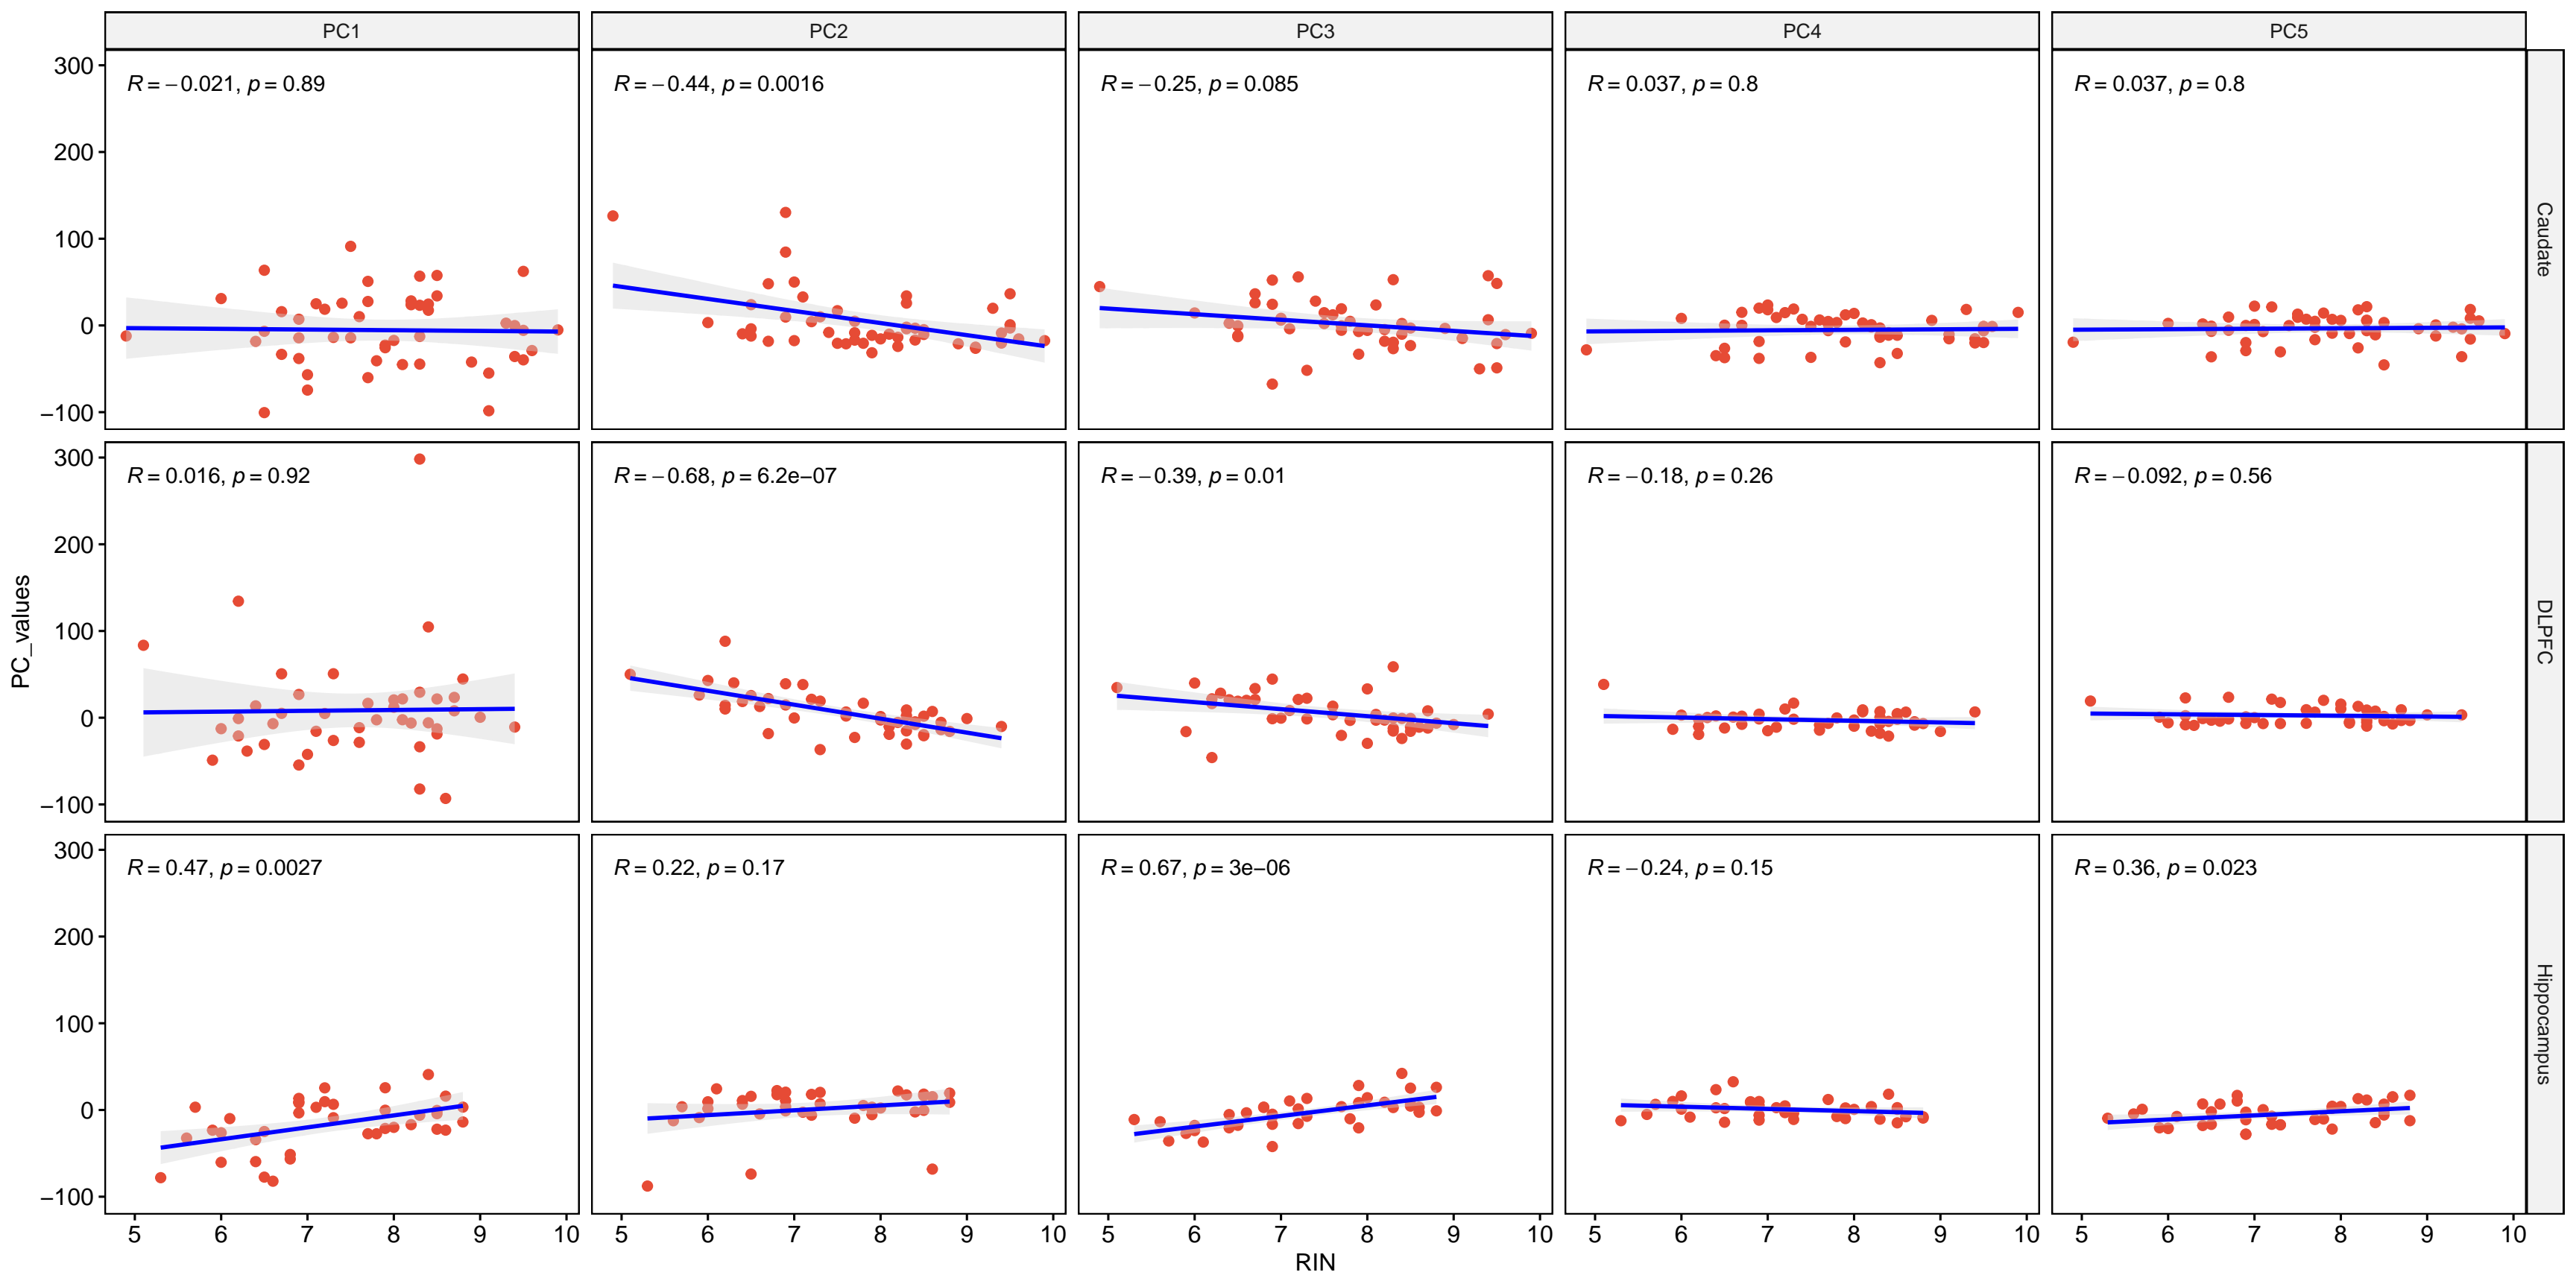 PC1 PC2 PC3 PC4 PC5
R = −0.021, p = 0.89
R = −0.44, p = 0.0016
R = −0.25, p = 0.085
R = 0.037, p = 0.8
R = 0.037, p = 0.8
Caudate
300
200
100
0
−100
R = 0.016, p = 0.92
R = −0.68, p = 6.2e−07
R = −0.39, p = 0.01
R = −0.18, p = 0.26
R = −0.092, p = 0.56
DLPFC
300
200
100
0
−100
PC_values
R = 0.47, p = 0.0027
R = 0.22, p = 0.17
R = 0.67, p = 3e−06
R = −0.24, p = 0.15
R = 0.36, p = 0.023
Hippocampus
300
200
100
0
−100
5 6 7 8 9 10 5 6 7 8 9 10 5 6 7 8 9 10 5 6 7 8 9 10 5 6 7 8 9 10
RIN